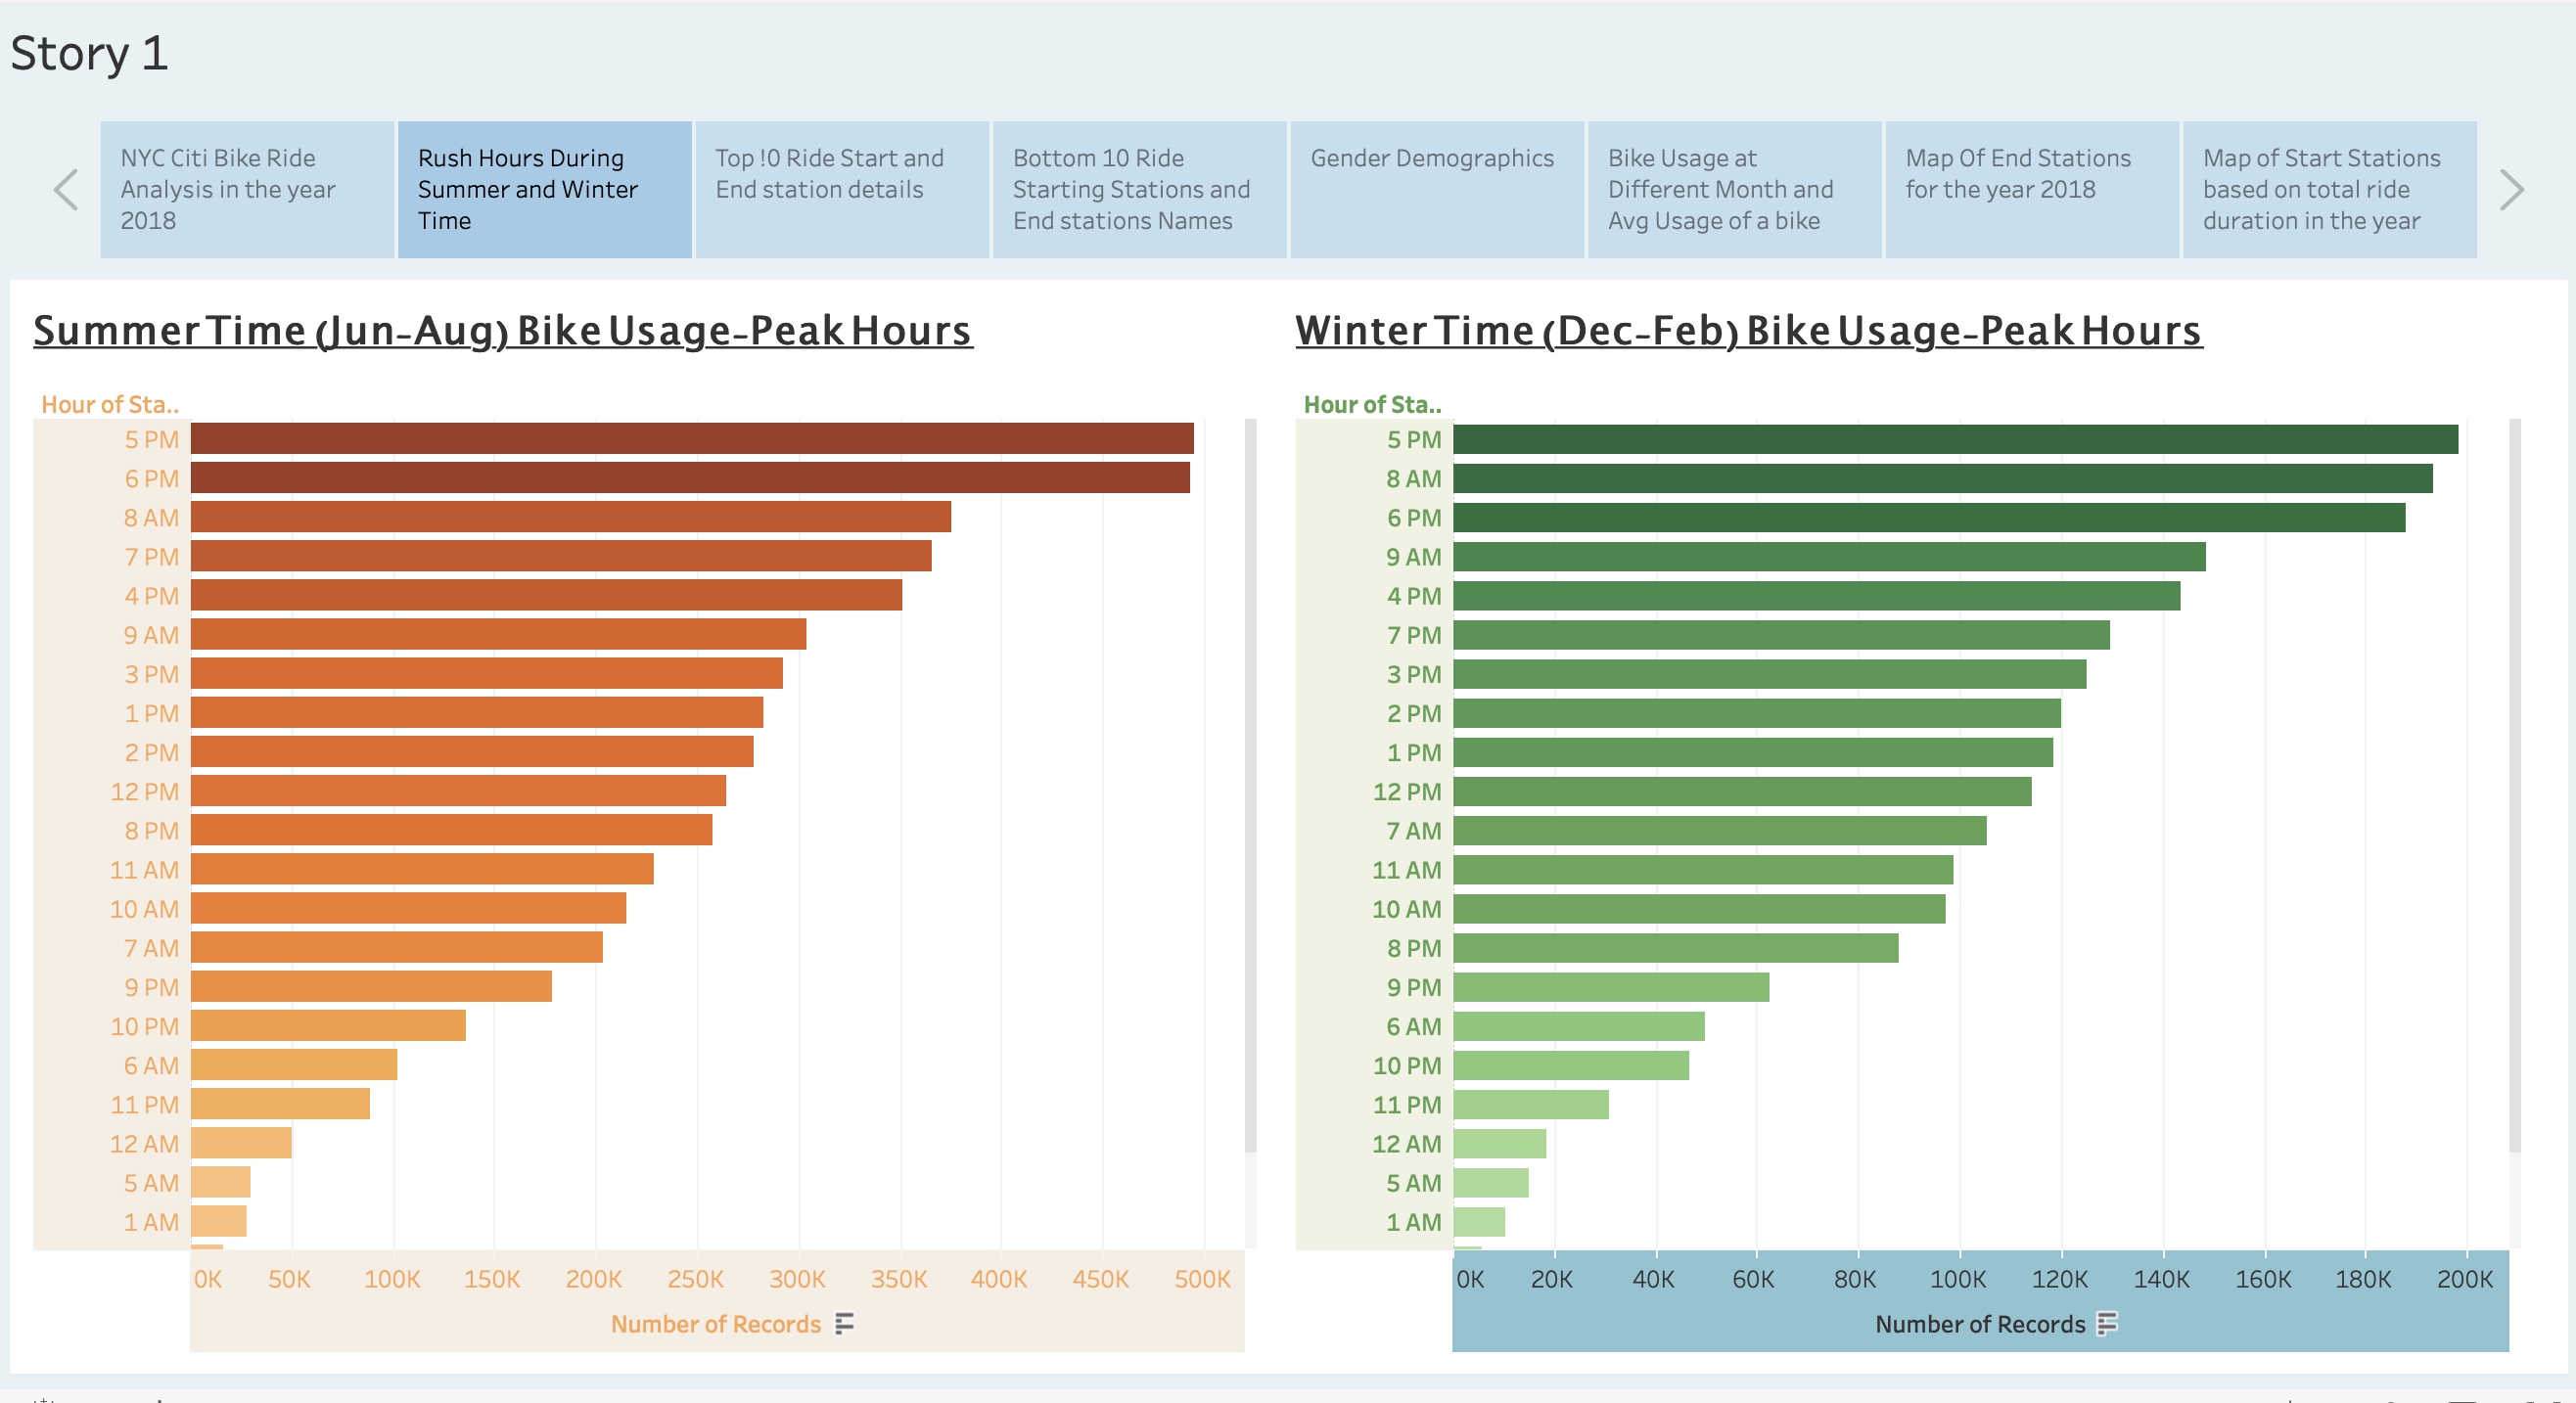 Story 1
NYC Citi Bike Ride
Analysis in the year
2018
Rush Hours During
Summer and Winter
Time
Top !0 Ride Start and
End station details
Bottom 10 Ride
Starting Stations and
End stations Names
Gender Demographics
Bike Usage at
Different Month and
Avg Usage of a bike
Map Of End Stations
for the year 2018
Map of Start Stations
based on total ride
duration in the year
Summer Time (Jun-Aug) Bike Usage-Peak Hours
Hour of Sta..
5 PM
6 PM
8 AM
7 PM
4 PM
9 AM
3 PM
1 PM
2 PM
12 PM
8 PM
11 AM
10 AM
7 AM
9 PM
10 PM
6 AM
11 PM
12 AM
5 AM
1 AM
0K 50K 100K 150K 200K 250K 300K 350K 400K 450K 500K
Number of Records
Winter Time (Dec-Feb) Bike Usage-Peak Hours
Hour of Sta..
5 PM
8 AM
6 PM
9 AM
4 PM
7 PM
3 PM
2 PM
1 PM
12 PM
7 AM
11 AM
10 AM
8 PM
9 PM
6 AM
10 PM
11 PM
12 AM
5 AM
1 AM
0K 20K 40K 60K 80K 100K 120K 140K 160K 180K 200K
Number of Records